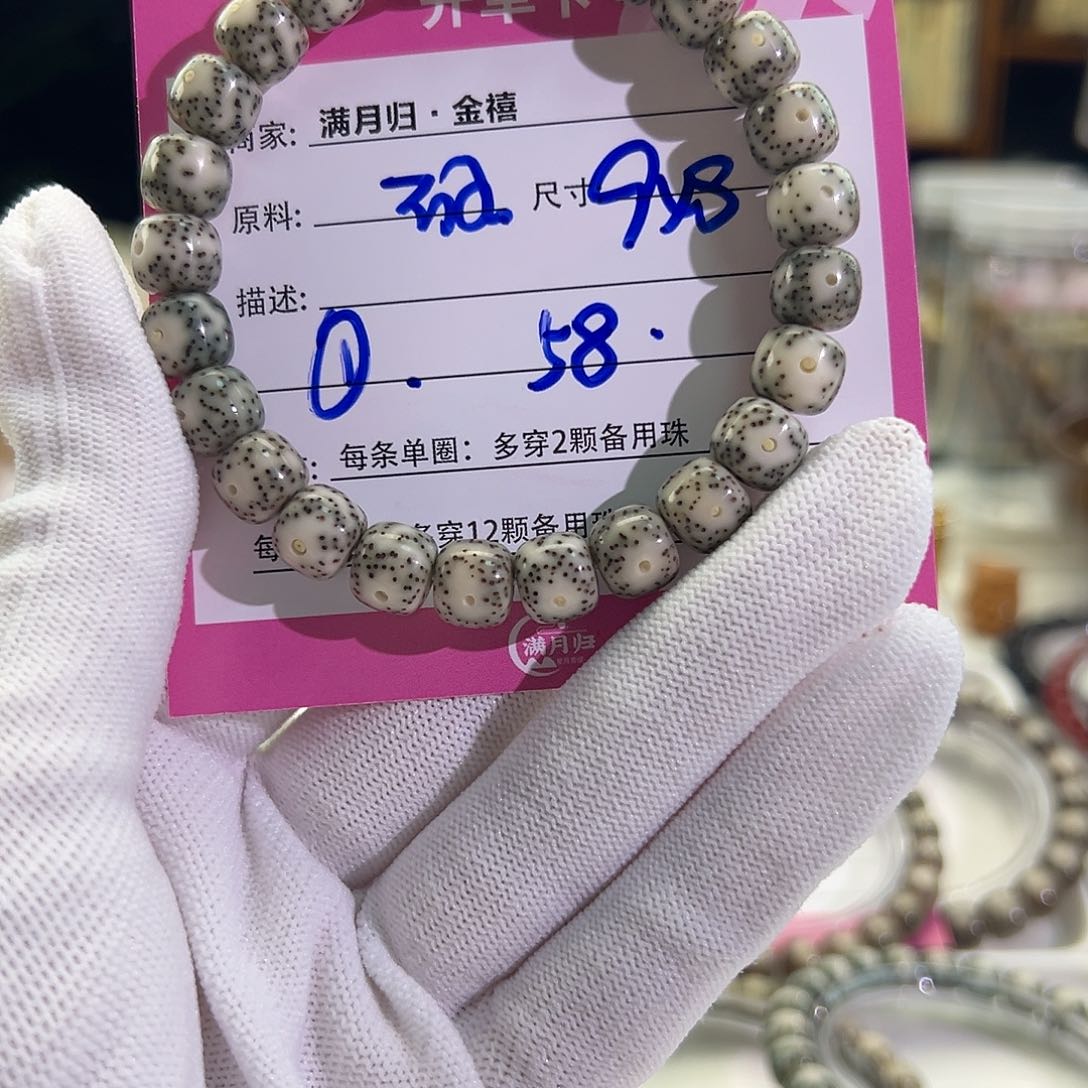 商家: 满月归·金禧
原料: 尺寸 9x8
描述:
① . 58.
: 每条单圈：多穿2颗备用珠
每 多穿12颗备用珠
满月归